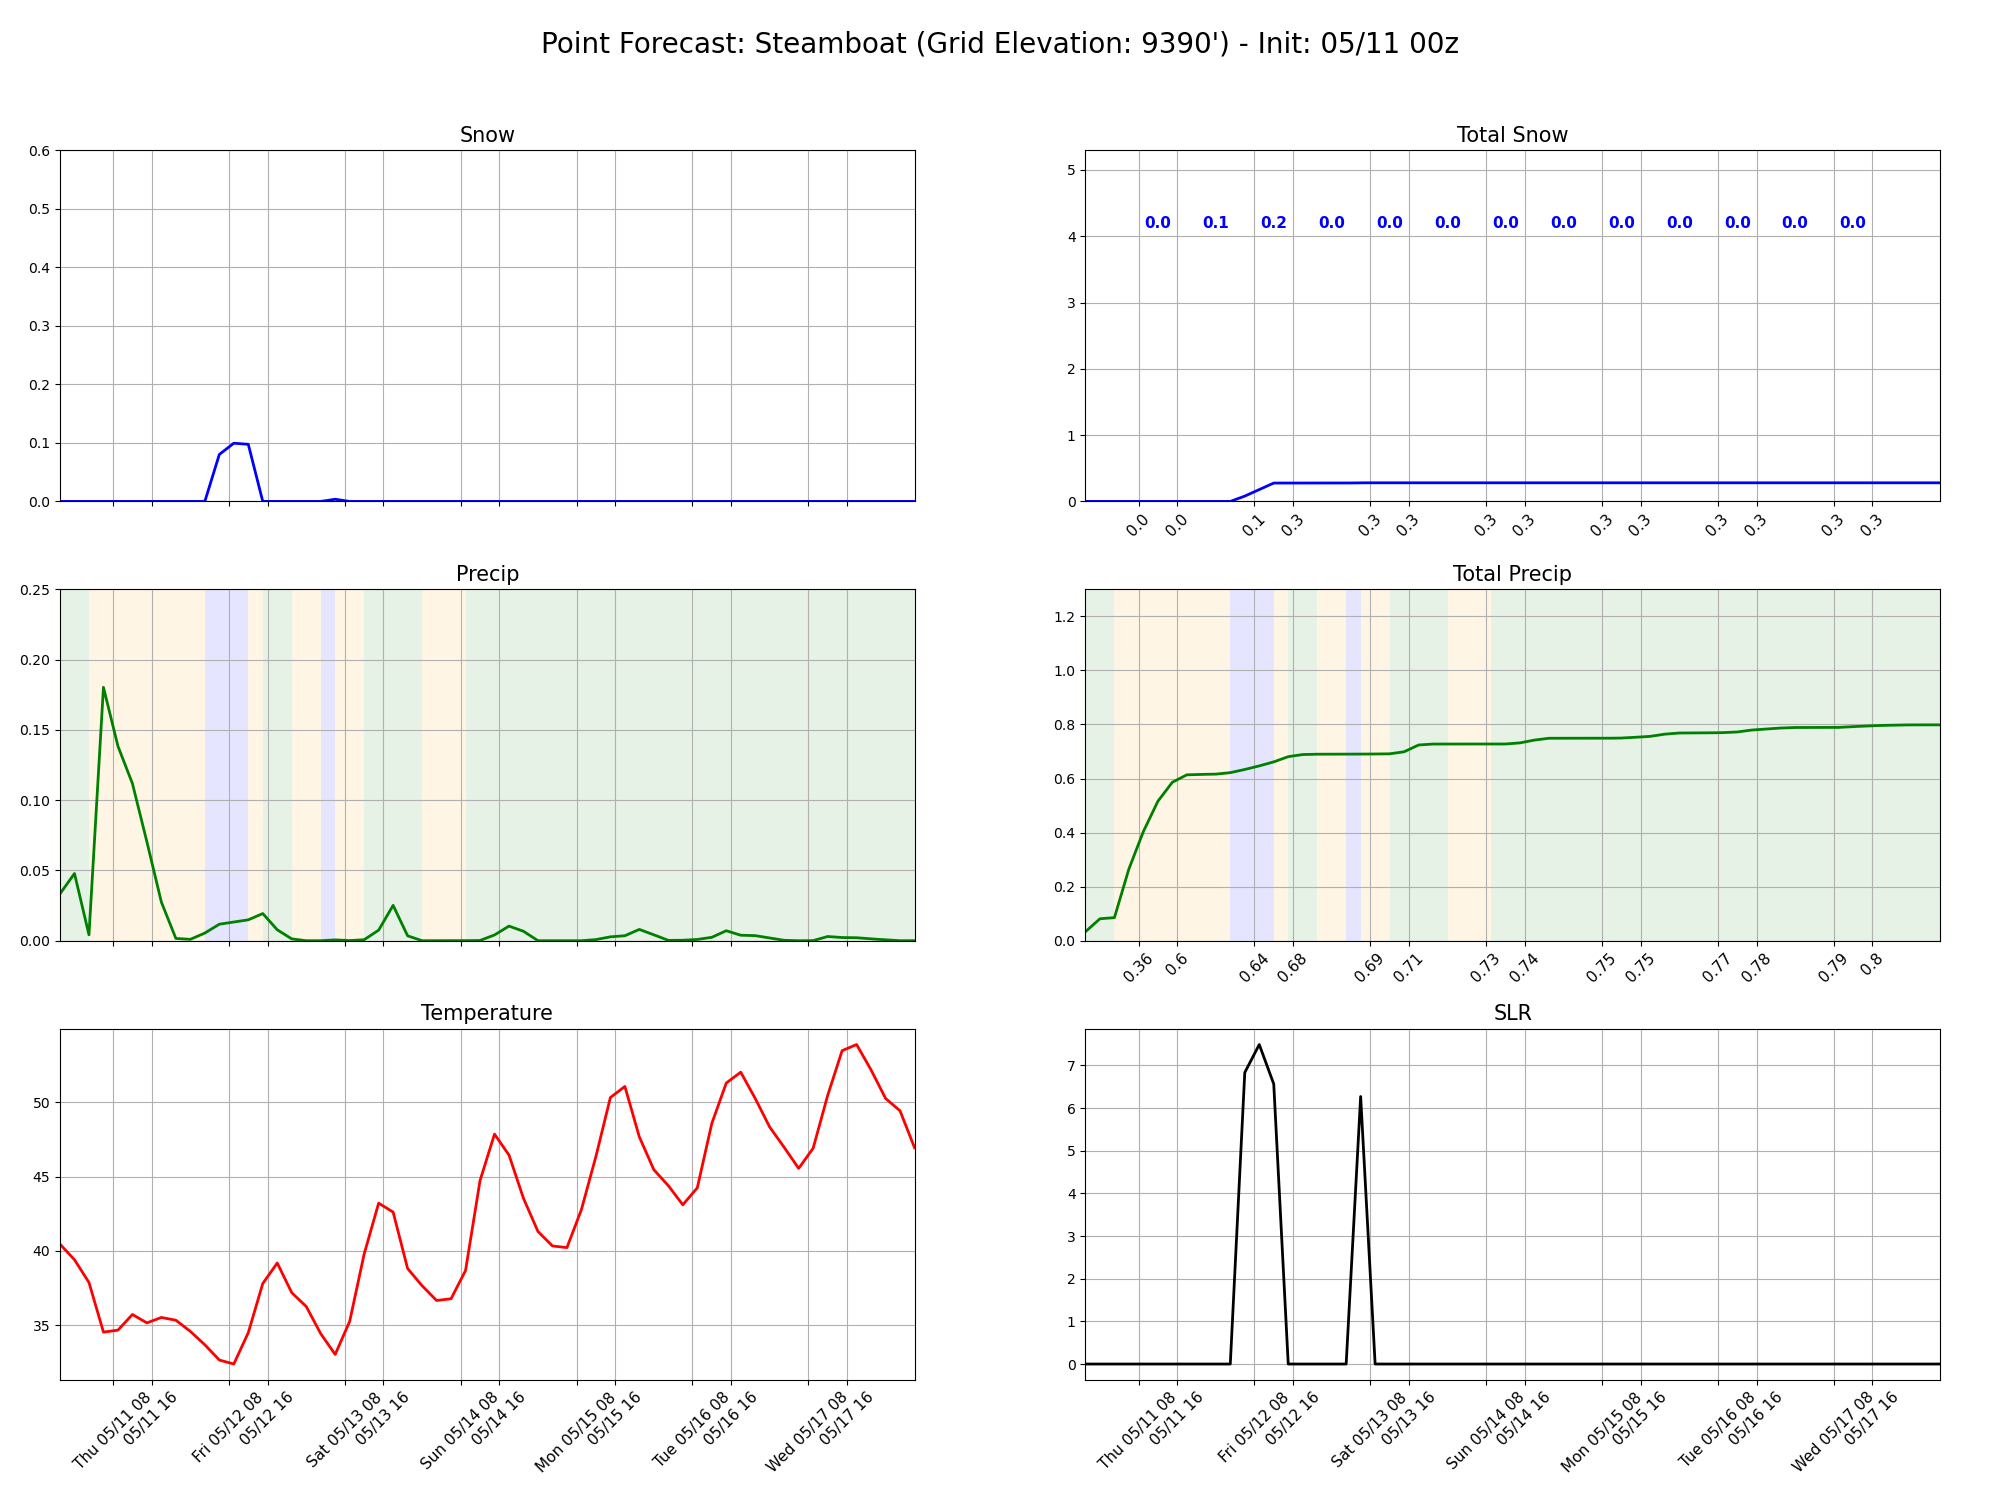 Point Forecast: Steamboat (Grid Elevation: 9390') - Init: 05/11 00z
Snow
0.6
0.5
0.4
0.3
0.2
0.1
0.0
Total Snow
5
4
3
2
1
0
0.0 0.1 0.2 0.0 0.0 0.0 0.0 0.0 0.0 0.0 0.0 0.0 0.0
0.0 0.0 0.1 0.3 0.3 0.3 0.3 0.3 0.3 0.3 0.3 0.3 0.3 0.3
Precip
0.25
0.20
0.15
0.10
0.05
0.00
Total Precip
1.2
1.0
0.8
0.6
0.4
0.2
0.0
0.36 0.6 0.64 0.68 0.69 0.71 0.73 0.74 0.75 0.75 0.77 0.78 0.79 0.8
Temperature
50
45
40
35
Thu 05/11 08
05/11 16
Fri 05/12 08
05/12 16
Sat 05/13 08
05/13 16
Sun 05/14 08
05/14 16
Mon 05/15 08
05/15 16
Tue 05/16 08
05/16 16
Wed 05/17 08
05/17 16
SLR
7
6
5
4
3
2
1
0
Thu 05/11 08
05/11 16
Fri 05/12 08
05/12 16
Sat 05/13 08
05/13 16
Sun 05/14 08
05/14 16
Mon 05/15 08
05/15 16
Tue 05/16 08
05/16 16
Wed 05/17 08
05/17 16